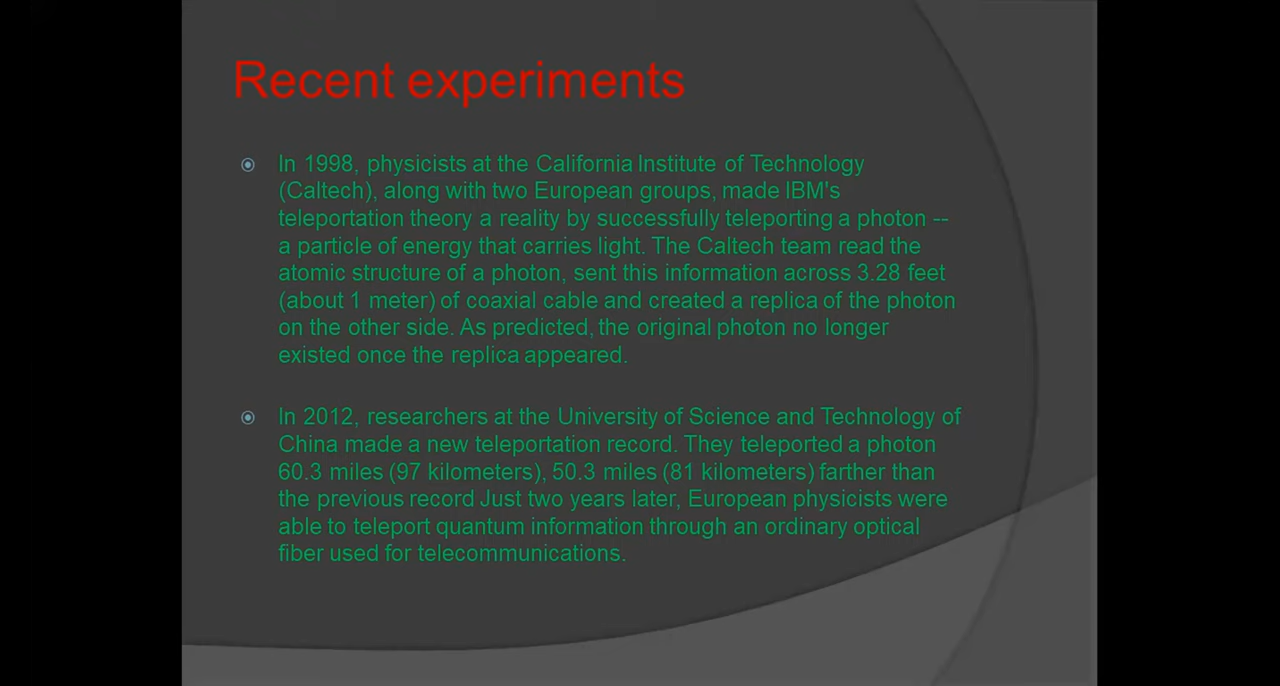 Recent experiments
In 1998, physicists at the California Institute of Technology
(Caltech), along with two European groups, made IBM's
teleportation theory a reality by successfully teleporting a photon --
a particle of energy that carries light. The Caltech team read the
atomic structure of a photon, sent this information across 3.28 feet
(about 1 meter) of coaxial cable and created a replica of the photon
on the other side. As predicted, the original photon no longer
existed once the replica appeared.
In 2012, researchers at the University of Science and Technology of
China made a new teleportation record. They teleported a photon
60.3 miles (97 kilometers), 50.3 miles (81 kilometers) farther than
the previous record Just two years later, European physicists were
able to teleport quantum information through an ordinary optical
fiber used for telecommunications.